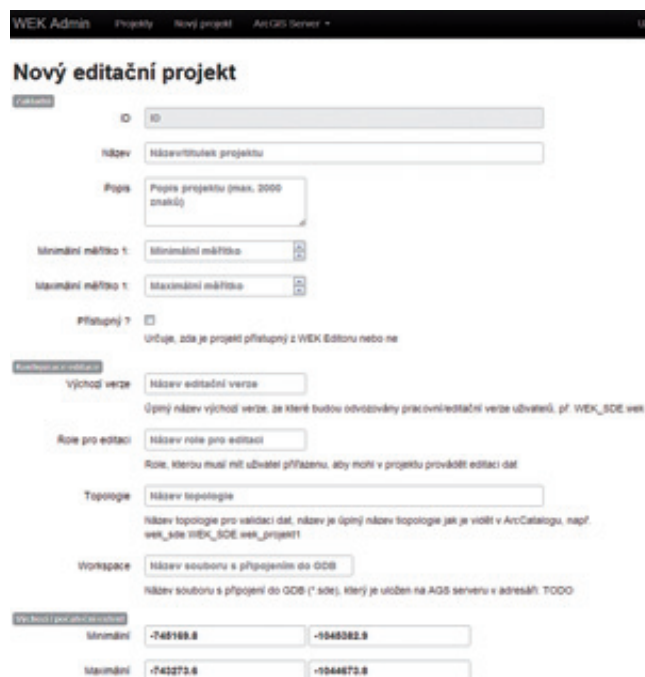 WEK Admin Projekty Nový projekt ArcGIS Server
Nový editační projekt
Základní
ID ID
Název Název/titulek projektu
Popis Popis projektu (max. 2000
znaků)
Minimální měřítko 1: Minimální měřítko
Maximální měřítko 1: Maximální měřítko
Přístupný ?
Určuje, zda je projekt přístupný z WEK Editoru nebo ne
Konfigurace editace
Výchozí verze Název editační verze
Úplný název výchozí verze, ze které budou odvozovány pracovní/editační verze uživatelů, př. WEK_SDE.wek
Role pro editaci Název role pro editaci
Role, kterou musí mít uživatel přiřazenu, aby mohl v projektu provádět editaci dat
Topologie Název topologie
Název topologie pro validaci dat, název je úplný název topologie jak je vidět v ArcCatalogu, např.
wek_sde.WEK_SDE.wek_projekt1
Workspace Název souboru s připojením do GDB
Název souboru s připojení do GDB (*.sde), který je uložen na AGS serveru v adresáři: TODO
Výchozí / počáteční extent
Minimální -745169.8 -1045382.9
Maximální -743273.6 -1044673.8